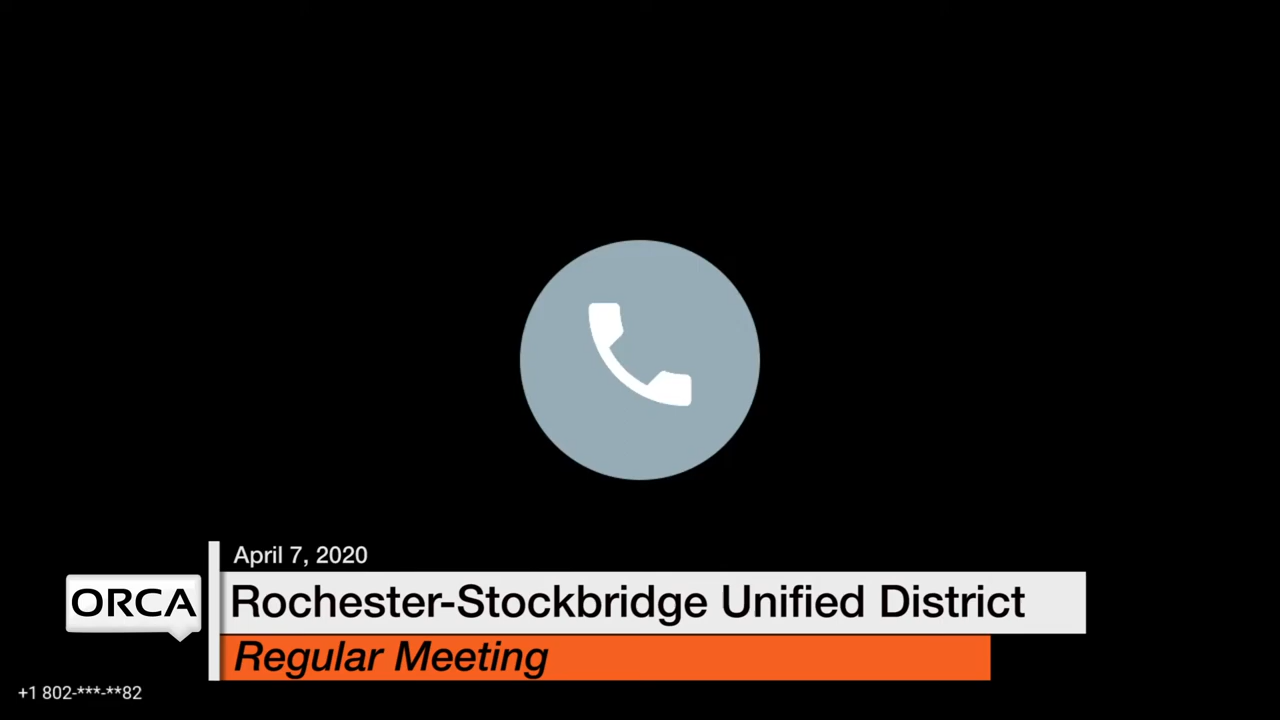 April 7, 2020
ORCA
Rochester-Stockbridge Unified District
Regular Meeting
+1 802-***-**82